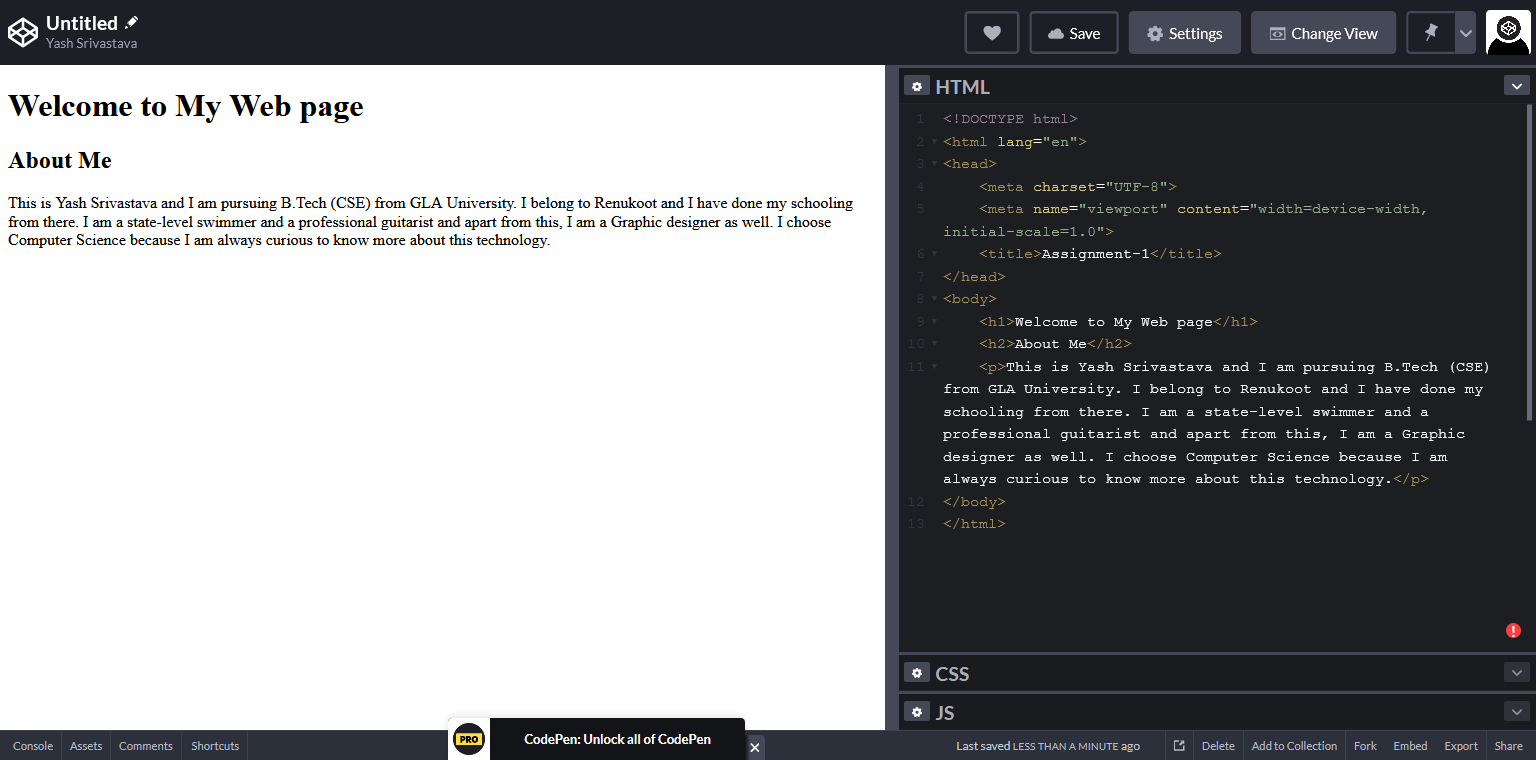 Untitled
Yash Srivastava
Save
Settings
Change View
Welcome to My Web page
About Me
This is Yash Srivastava and I am pursuing B.Tech (CSE) from GLA University. I belong to Renukoot and I have done my schooling
from there. I am a state-level swimmer and a professional guitarist and apart from this, I am a Graphic designer as well. I choose
Computer Science because I am always curious to know more about this technology.
HTML
1 <!DOCTYPE html>
2 <html lang="en">
3 <head>
4 <meta charset="UTF-8">
5 <meta name="viewport" content="width=device-width,
initial-scale=1.0">
6 <title>Assignment-1</title>
7 </head>
8 <body>
9 <h1>Welcome to My Web page</h1>
10 <h2>About Me</h2>
11 <p>This is Yash Srivastava and I am pursuing B.Tech (CSE)
from GLA University. I belong to Renukoot and I have done my
schooling from there. I am a state-level swimmer and a
professional guitarist and apart from this, I am a Graphic
designer as well. I choose Computer Science because I am
always curious to know more about this technology.</p>
12 </body>
13 </html>
!
CSS
JS
Console
Assets
Comments
Shortcuts
PRO
CodePen: Unlock all of CodePen
Last saved LESS THAN A MINUTE ago
Delete
Add to Collection
Fork
Embed
Export
Share